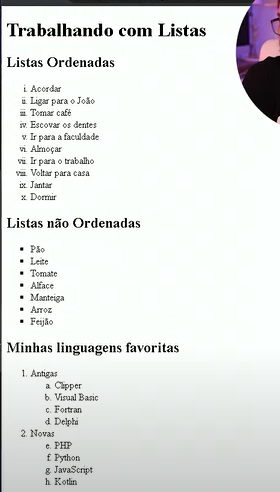 Trabalhando com Listas
Listas Ordenadas
i. Acordar
ii. Ligar para o João
iii. Tomar café
iv. Escovar os dentes
v. Ir para a faculdade
vi. Almoçar
vii. Ir para o trabalho
viii. Voltar para casa
ix. Jantar
x. Dormir
Listas não Ordenadas
▪ Pão
▪ Leite
▪ Tomate
▪ Alface
▪ Manteiga
▪ Arroz
▪ Feijão
Minhas linguagens favoritas
1. Antigas
a. Clipper
b. Visual Basic
c. Fortran
d. Delphi
2. Novas
e. PHP
f. Python
g. JavaScript
h. Kotlin